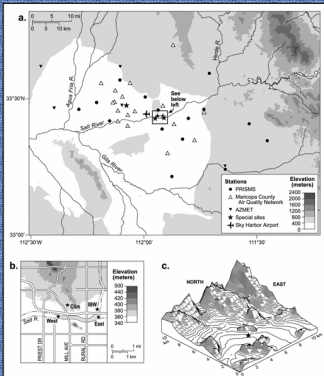 a.
0 5 10 mi
0 5 10 km
Agua Fria R.
Verde R.
See
below
left
33°30'
Salt River
Gila River
33°00'
112°30'
112°00'
111°30'
Stations
PRISMS
Maricopa County
Air Quality Network
AZMET
Special sites
Sky Harbor Airport
Elevation
(meters)
2400
2000
1600
1200
800
400
0
b.
Elevation
(meters)
500
460
420
380
360
340
Clim
IBW
West
East
Salt R.
PRIEST DR
MILL AVE
RURAL RD
0 1 mi
0 1 km
c.
NORTH
EAST